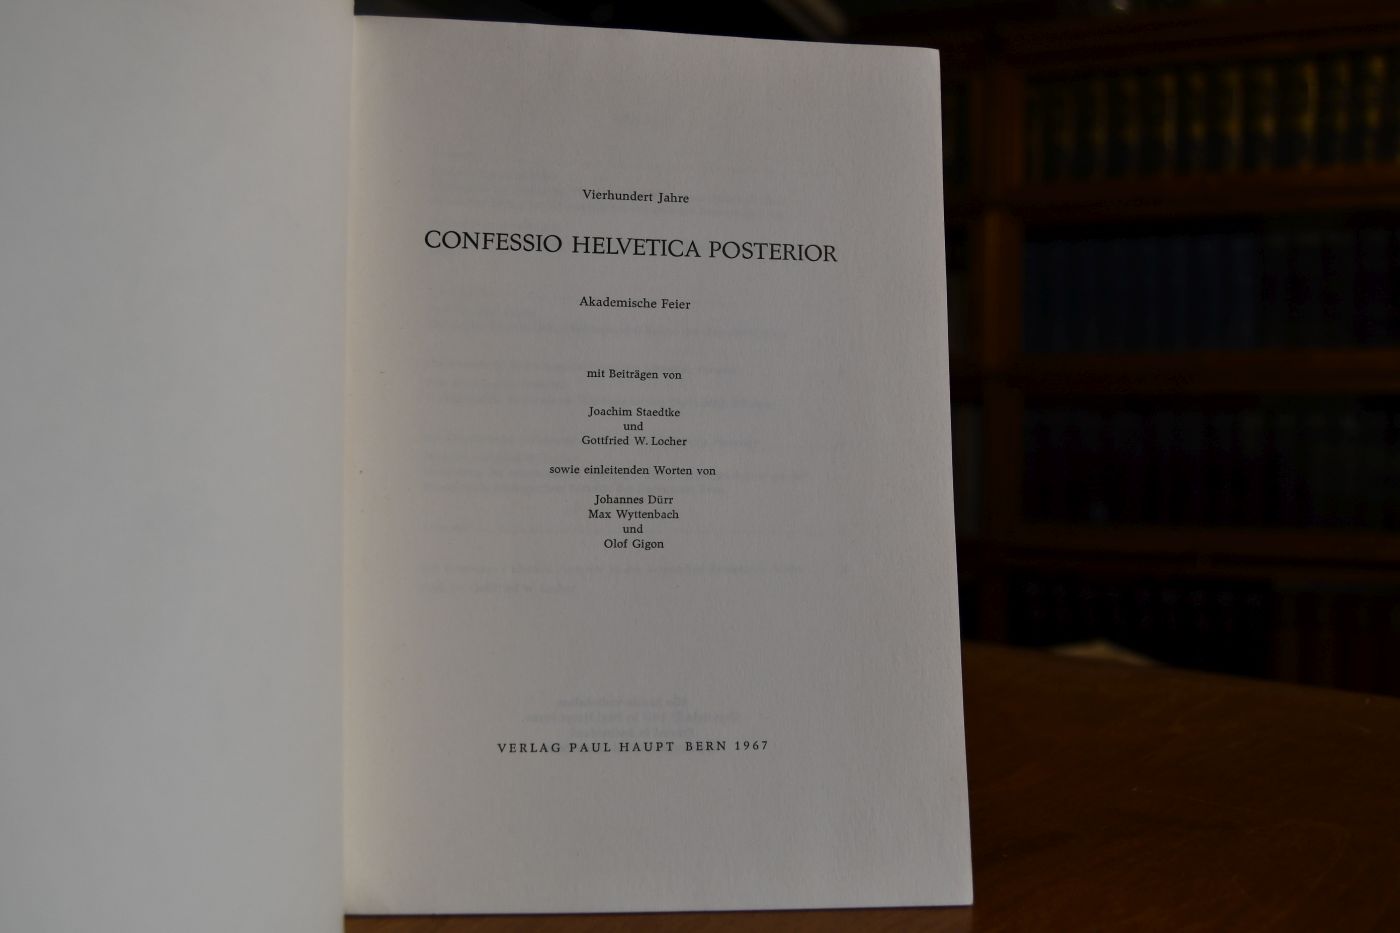 Vierhundert Jahre
CONFESSIO HELVETICA POSTERIOR
Akademische Feier
mit Beiträgen von
Joachim Staedtke
und
Gottfried W. Locher
sowie einleitenden Worten von
Johannes Dürr
Max Wyttenbach
und
Olof Gigon
VERLAG PAUL HAUPT BERN 1967